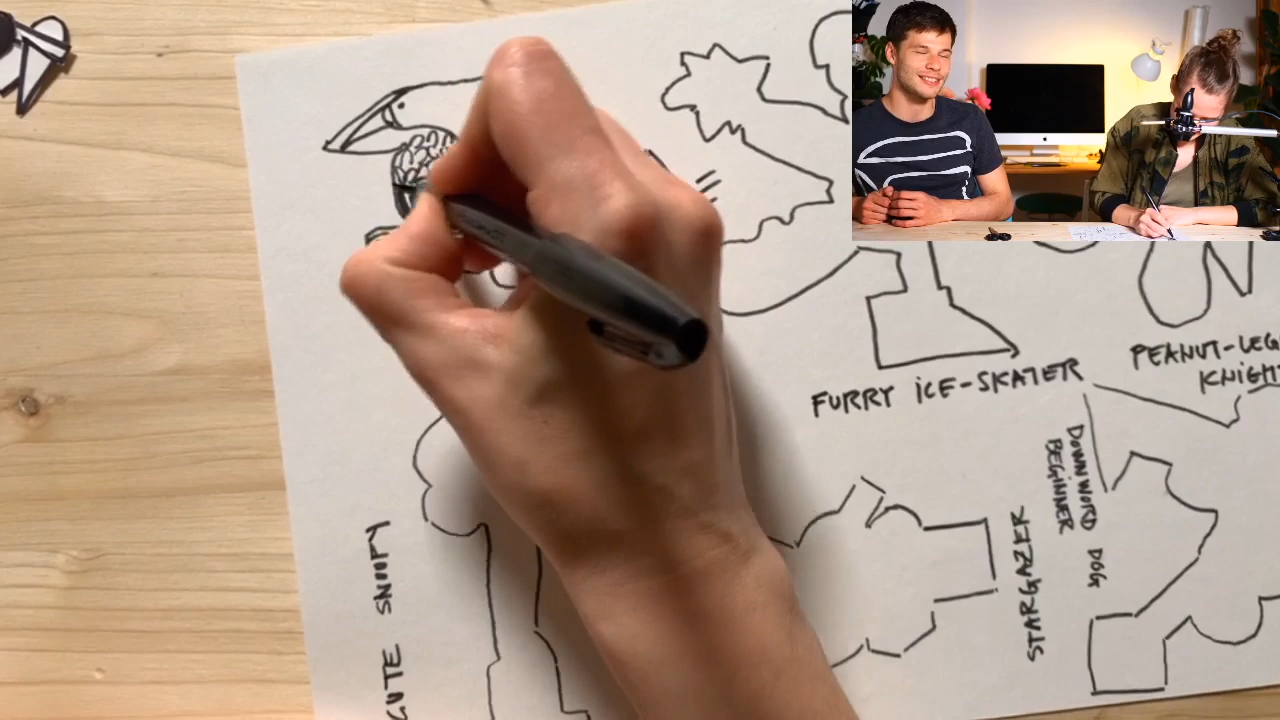 FURRY ICE-SKATER
PEANUT-LEG
KNIGHT
DOWNWORD DOG
BEGINNER
STARGAZER
CUTE SNOOPY